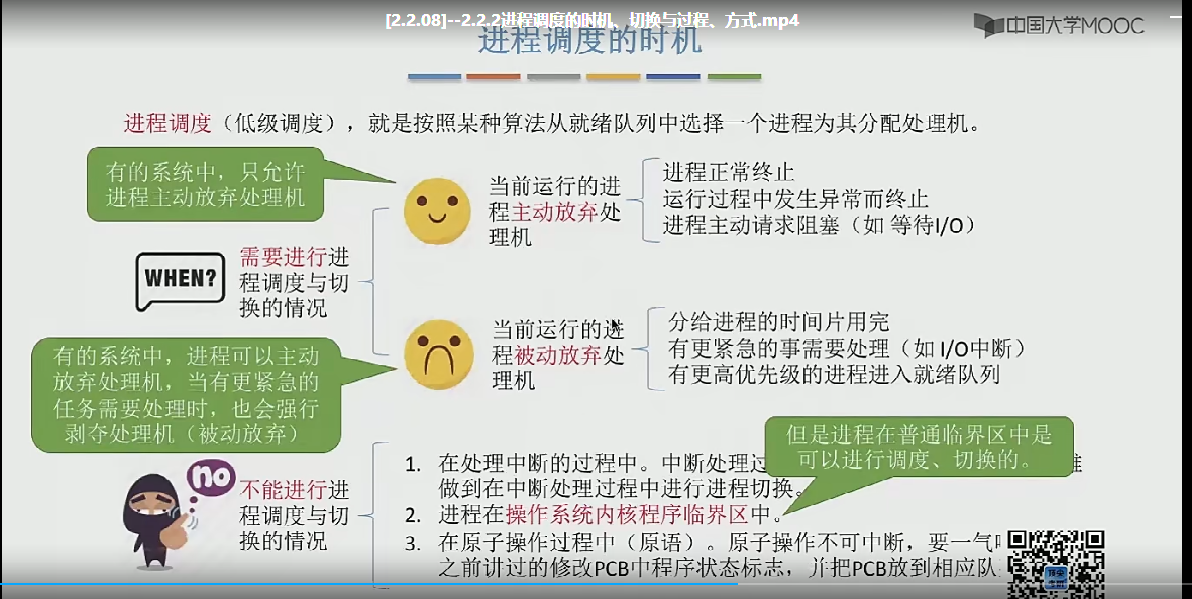 [2.2.08]--2.2.2进程调度的时机、切换与过程、方式.mp4
中国大学MOOC
进程调度的时机
进程调度（低级调度），就是按照某种算法从就绪队列中选择一个进程为其分配处理机。
有的系统中，只允许
进程主动放弃处理机
当前运行的进
程主动放弃处
理机
进程正常终止
运行过程中发生异常而终止
进程主动请求阻塞（如 等待I/O）
WHEN?
需要进行进
程调度与切
换的情况
当前运行的进
程被动放弃处
理机
分给进程的时间片用完
有更紧急的事需要处理（如 I/O中断）
有更高优先级的进程进入就绪队列
有的系统中，进程可以主动
放弃处理机，当有更紧急的
任务需要处理时，也会强行
剥夺处理机（被动放弃）
但是进程在普通临界区中是
可以进行调度、切换的。
no
不能进行进
程调度与切
换的情况
1. 在处理中断的过程中。中断处理过
做到在中断处理过程中进行进程切换。
2. 进程在操作系统内核程序临界区中。
3. 在原子操作过程中（原语）。原子操作不可中断，要一气
之前讲过的修改PCB中程序状态标志，并把PCB放到相应队